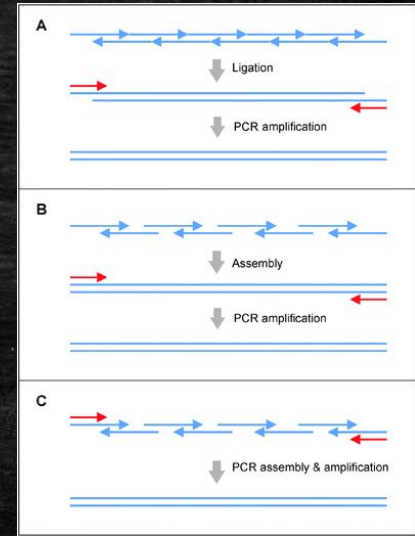 A
Ligation
PCR amplification
B
Assembly
PCR amplification
C
PCR assembly & amplification